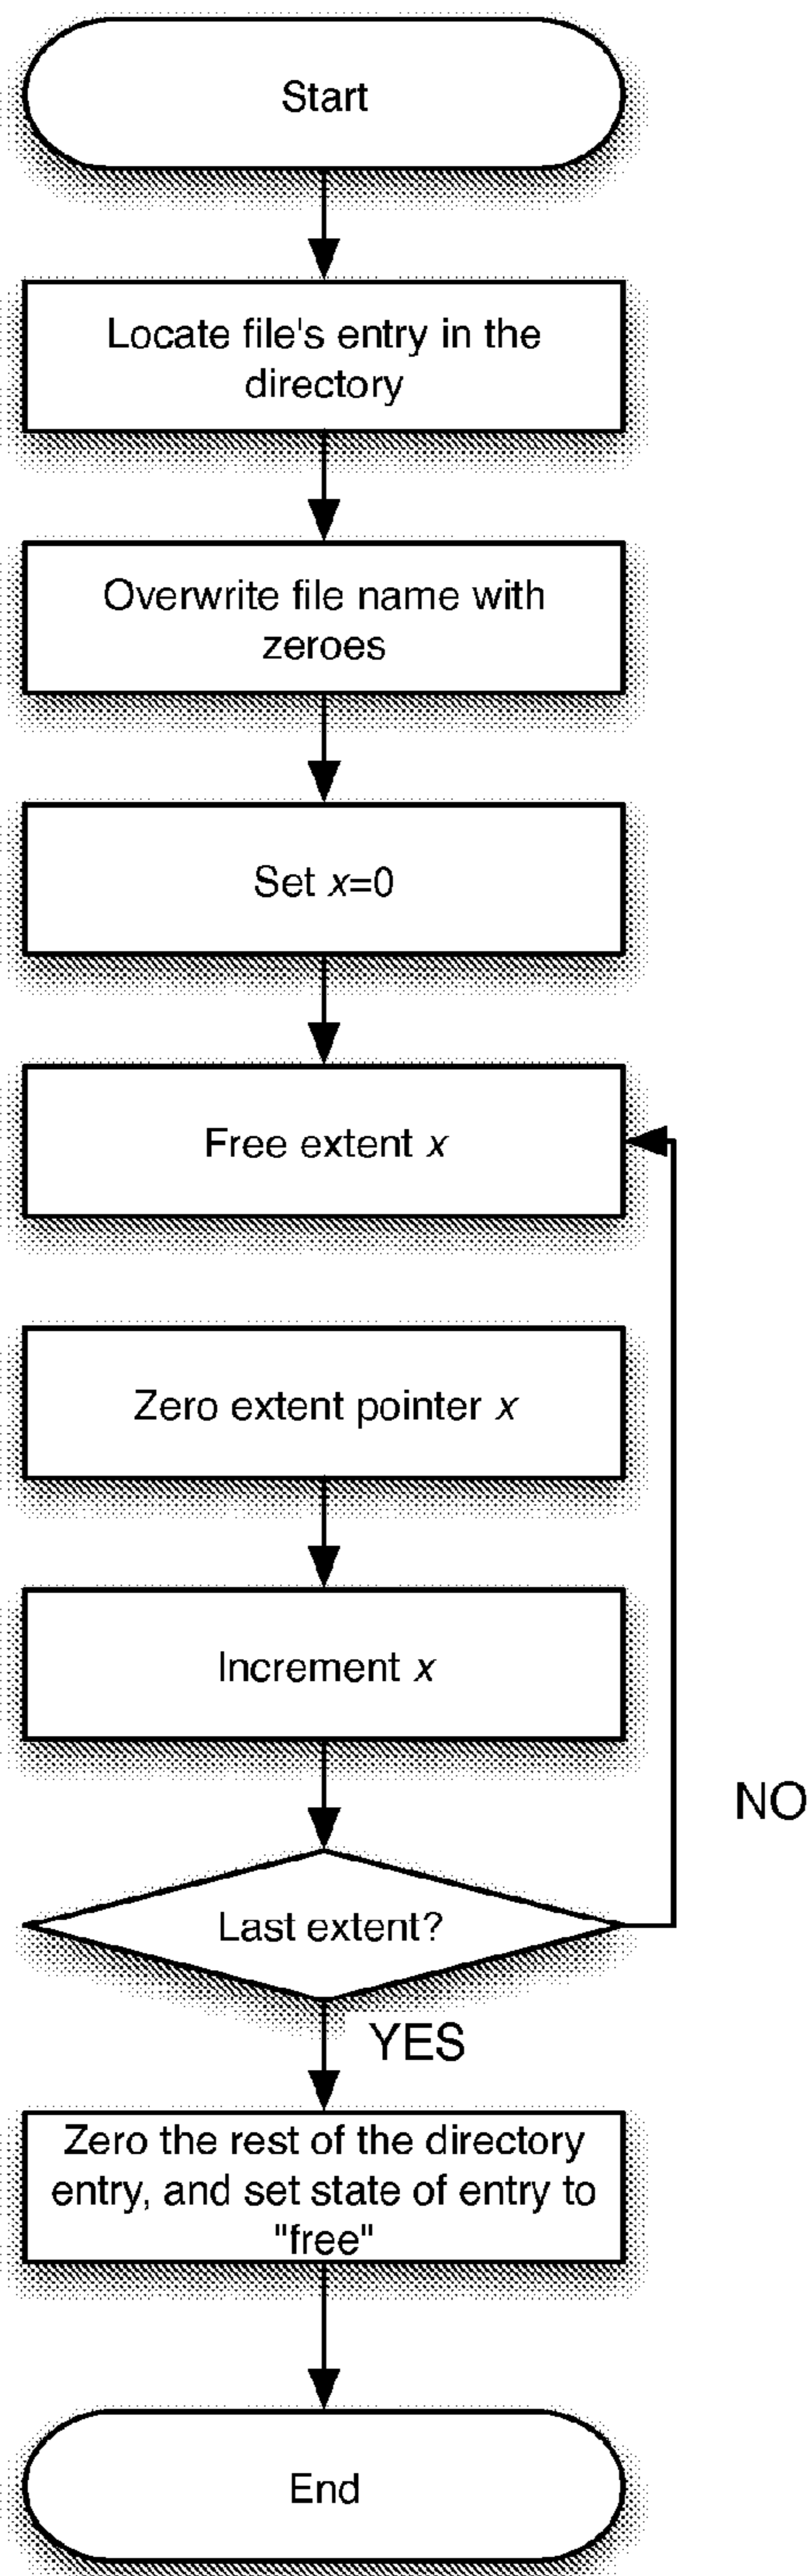 Start
Locate file's entry in the
directory
Overwrite file name with
zeroes
Set x=0
Free extent x
Zero extent pointer x
Increment x
NO
Last extent?
YES
Zero the rest of the directory
entry, and set state of entry to
"free"
End